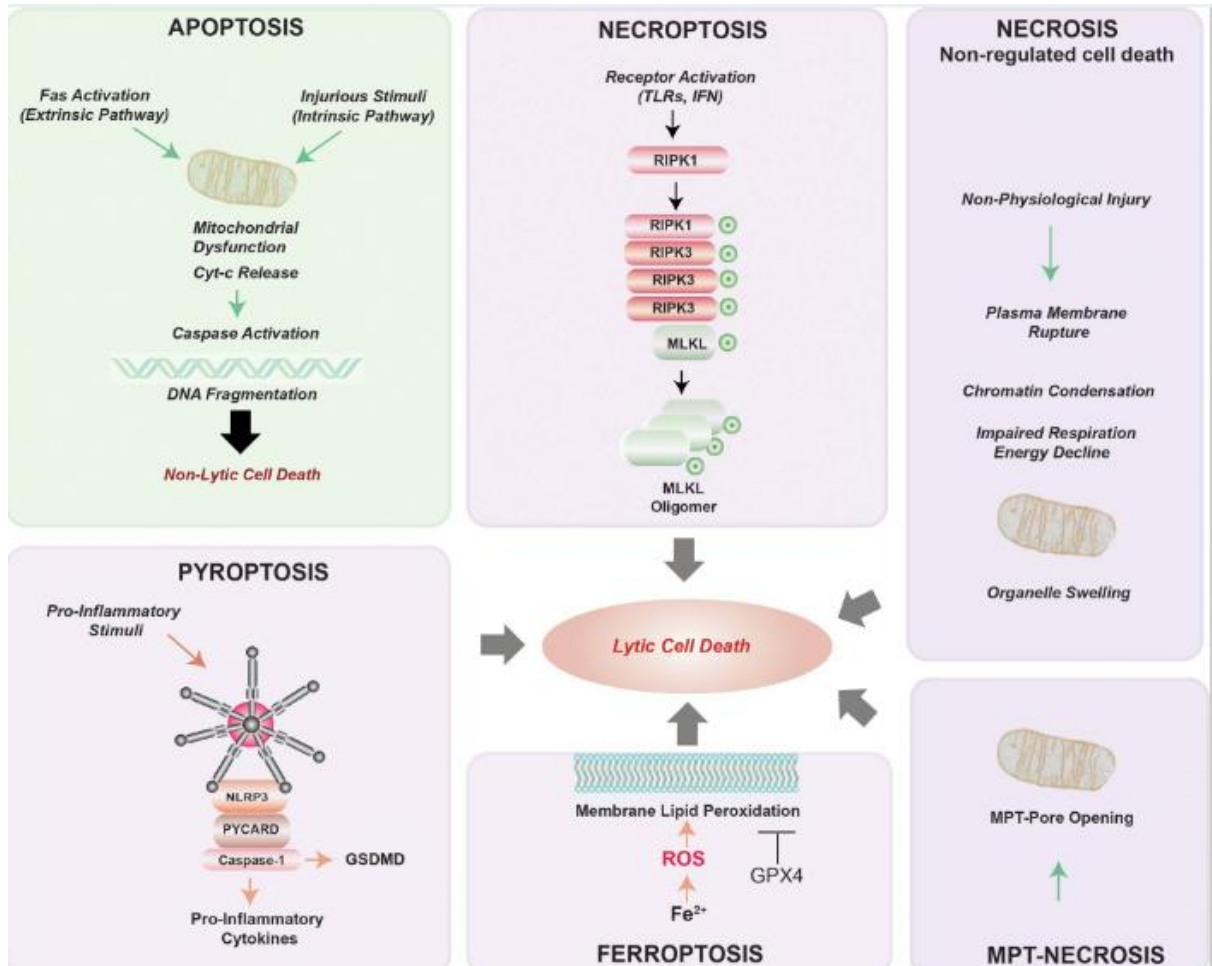 APOPTOSIS
Fas Activation
(Extrinsic Pathway)
Injurious Stimuli
(Intrinsic Pathway)
Mitochondrial
Dysfunction
Cyt-c Release
Caspase Activation
DNA Fragmentation
Non-Lytic Cell Death
NECROPTOSIS
Receptor Activation
(TLRs, IFN)
RIPK1
RIPK1
RIPK3
RIPK3
RIPK3
MLKL
MLKL
Oligomer
NECROSIS
Non-regulated cell death
Non-Physiological Injury
Plasma Membrane
Rupture
Chromatin Condensation
Impaired Respiration
Energy Decline
Organelle Swelling
PYROPTOSIS
Pro-Inflammatory
Stimuli
NLRP3
PYCARD
Caspase-1
GSDMD
Pro-Inflammatory
Cytokines
Lytic Cell Death
Membrane Lipid Peroxidation
ROS
GPX4
Fe²⁺
FERROPTOSIS
MPT-Pore Opening
MPT-NECROSIS